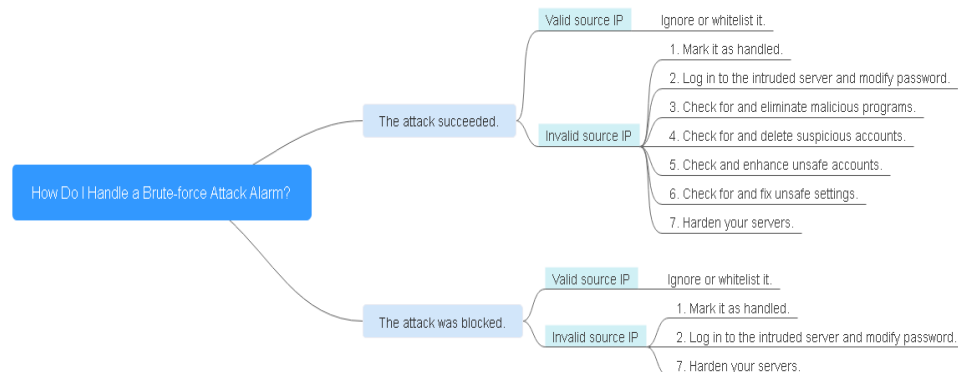 How Do I Handle a Brute-force Attack Alarm?
The attack succeeded.
Valid source IP
Ignore or whitelist it.
Invalid source IP
1. Mark it as handled.
2. Log in to the intruded server and modify password.
3. Check for and eliminate malicious programs.
4. Check for and delete suspicious accounts.
5. Check and enhance unsafe accounts.
6. Check for and fix unsafe settings.
7. Harden your servers.
The attack was blocked.
Valid source IP
Ignore or whitelist it.
Invalid source IP
1. Mark it as handled.
2. Log in to the intruded server and modify password.
7. Harden your servers.